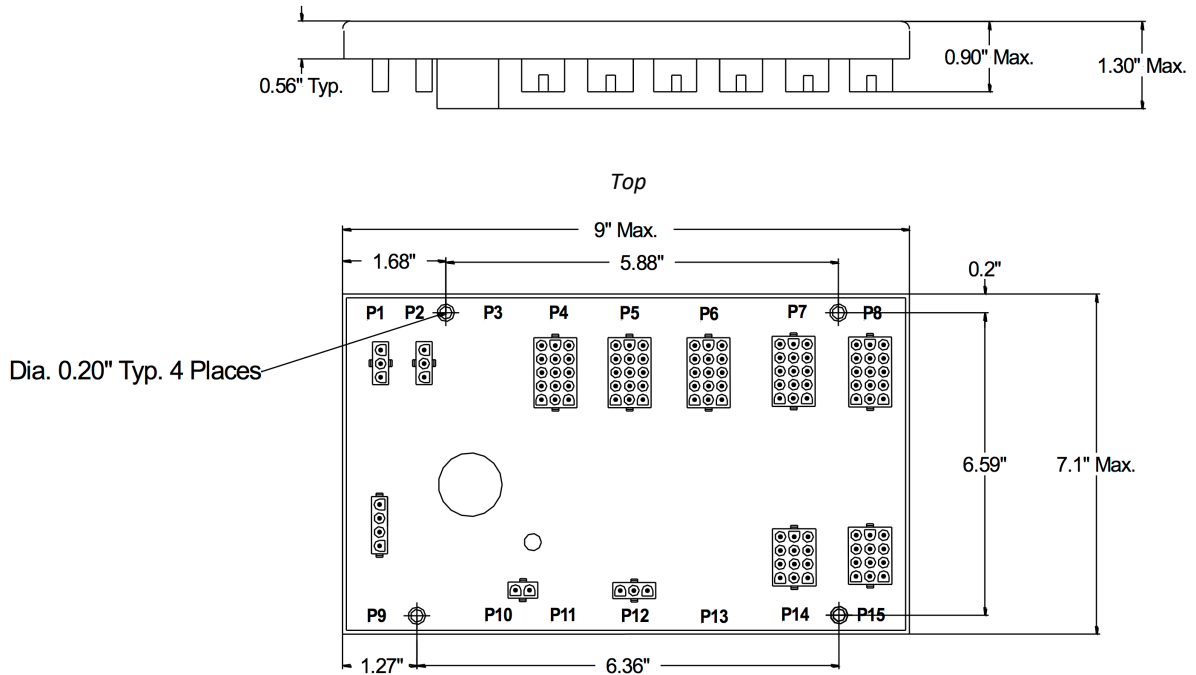 0.56" Typ.
0.90" Max.
1.30" Max.
Top
9" Max.
1.68"
5.88"
0.2"
P1 P2 P3 P4 P5 P6 P7 P8
Dia. 0.20" Typ. 4 Places
6.59"
7.1" Max.
P9 P10 P11 P12 P13 P14 P15
1.27"
6.36"